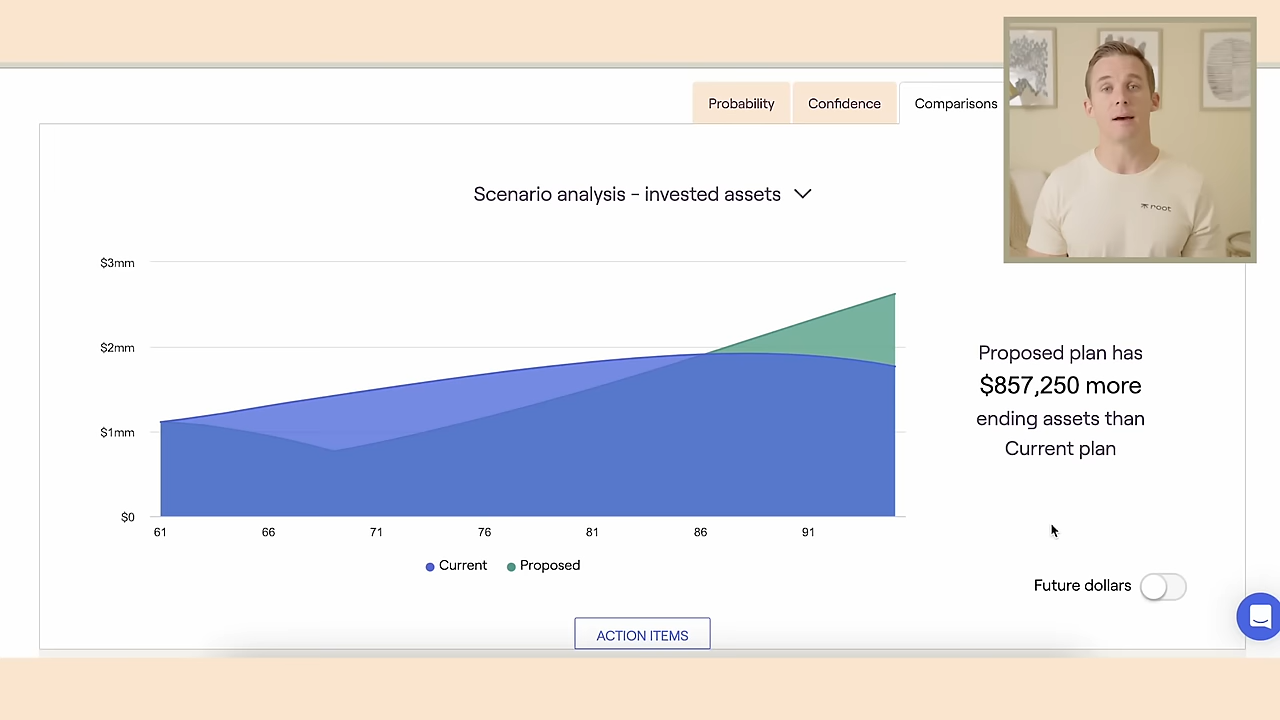 Probability
Confidence
Comparisons
root
Scenario analysis - invested assets
$3mm
$2mm
$1mm
$0
61
66
71
76
81
86
91
Current
Proposed
Proposed plan has
$857,250 more
ending assets than
Current plan
Future dollars
ACTION ITEMS